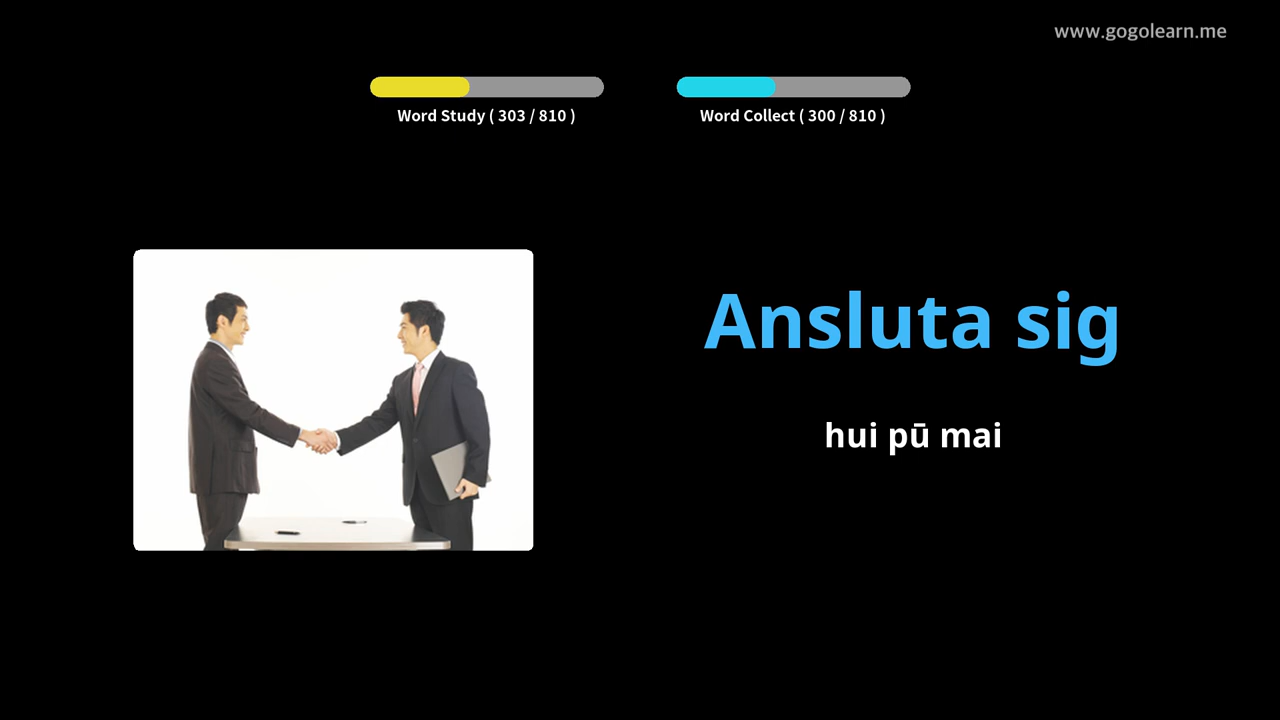 www.gogolearn.me
Word Study ( 303 / 810 )
Word Collect ( 300 / 810 )
Ansluta sig
hui pū mai